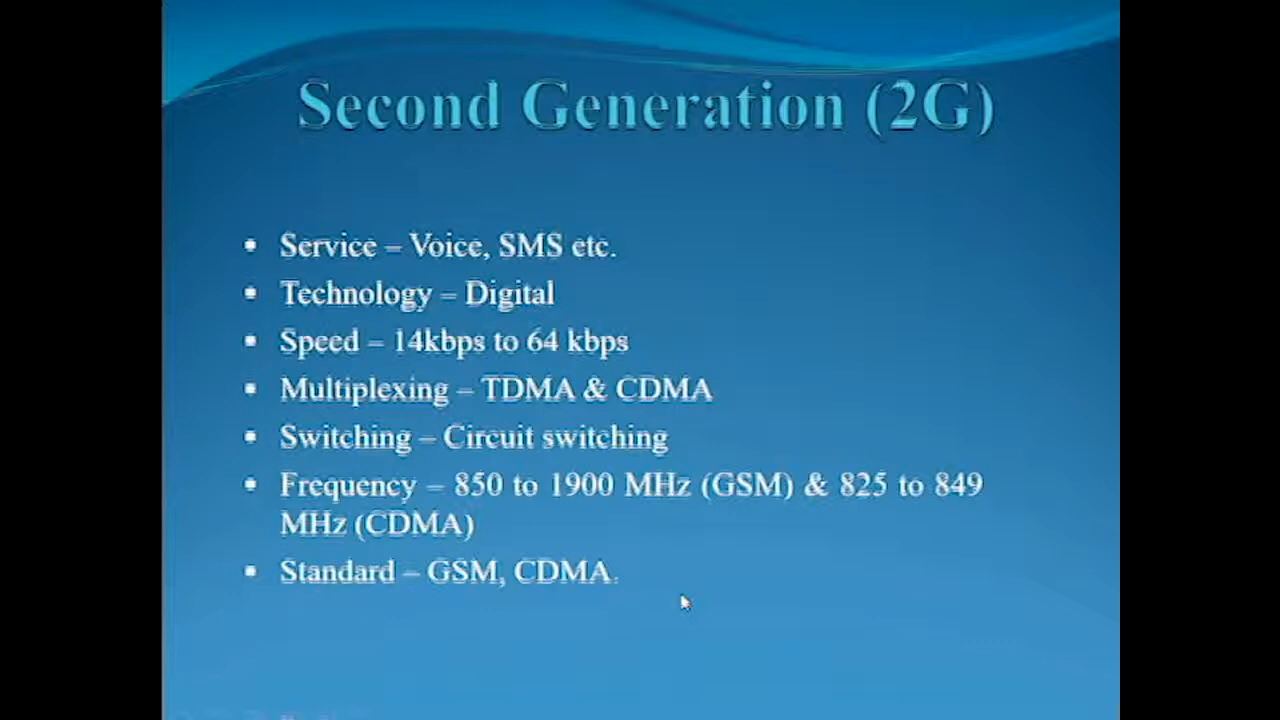 Second Generation (2G)
• Service – Voice, SMS etc.
• Technology – Digital
• Speed – 14kbps to 64 kbps
• Multiplexing – TDMA & CDMA
• Switching – Circuit switching
• Frequency – 850 to 1900 MHz (GSM) & 825 to 849
MHz (CDMA)
• Standard – GSM, CDMA.